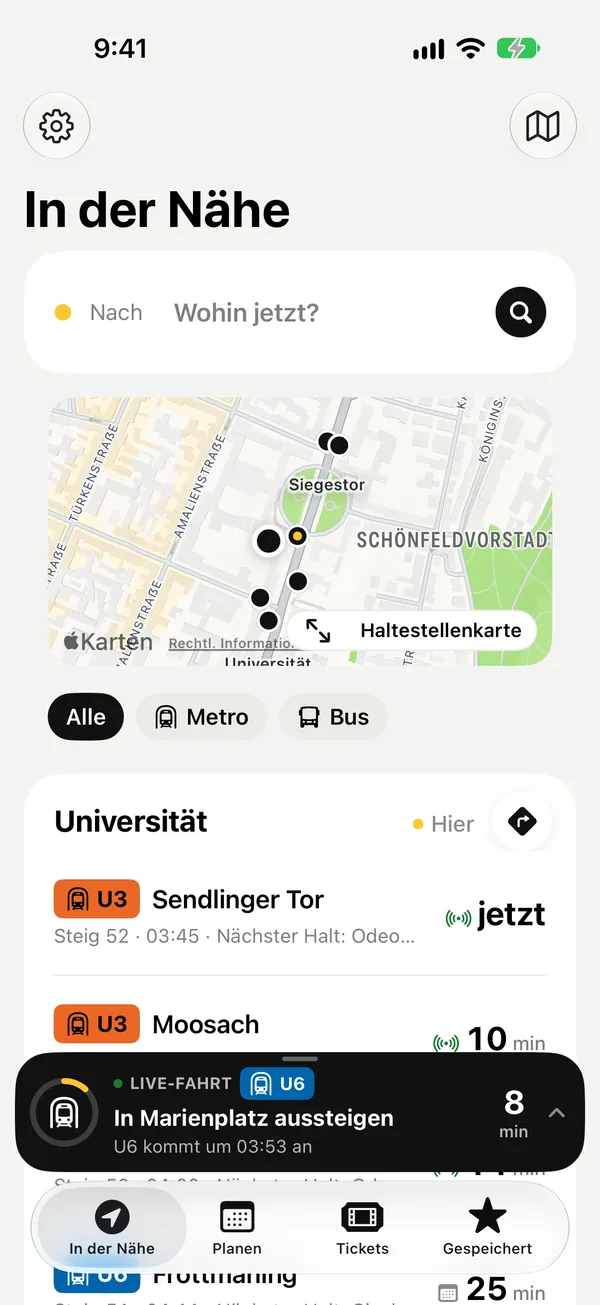 9:41
In der Nähe
Nach Wohin jetzt?
TÜRKENSTRASSE
AMALIENSTRASSE
KÖNIGINS
Siegestor
SCHÖNFELDVORSTADT
Karten
Rechtl. Informatio...
Haltestellenkarte
Universität
Alle Metro Bus
Universität Hier
U3 Sendlinger Tor jetzt
Steig 52 · 03:45 · Nächster Halt: Odeo...
U3 Moosach 10 min
LIVE-FAHRT U6
In Marienplatz aussteigen
U6 kommt um 03:53 an
8 min
In der Nähe Planen Tickets Gespeichert
U6 Fröttmaning 25 min